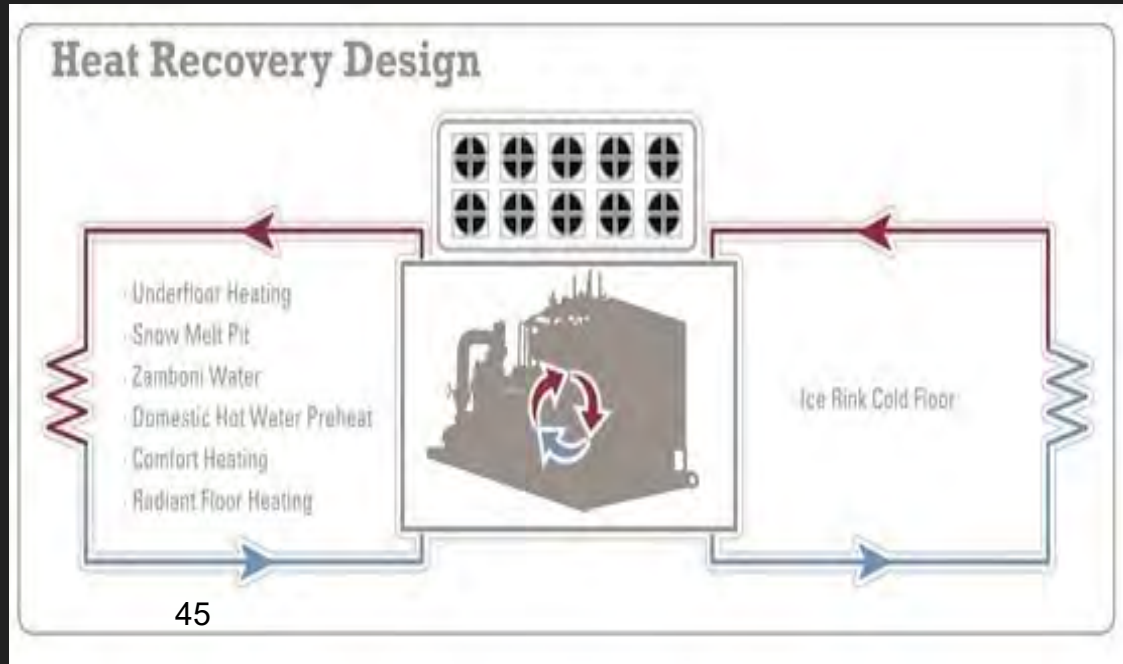 Heat Recovery Design
· Underfloor Heating
· Snow Melt Pit
· Zamboni Water
· Domestic Hot Water Preheat
· Comfort Heating
· Radiant Floor Heating
· Ice Rink Cold Floor
45